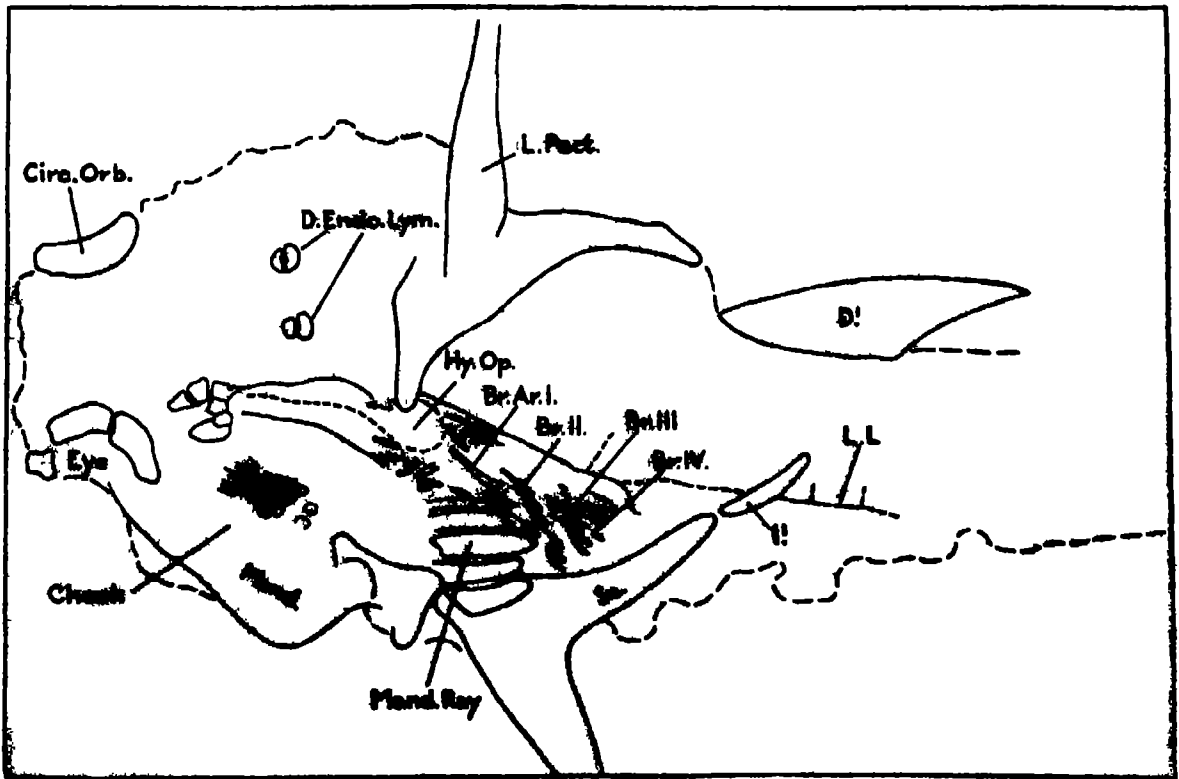 L. Pect.
Circ. Orb.
D. Endo. Lym.
D!
Hy. Op.
Br. Ar. I.
Br. II.
Br. III
Br. IV.
L. L
Eye
Cheek
Mand. Ray